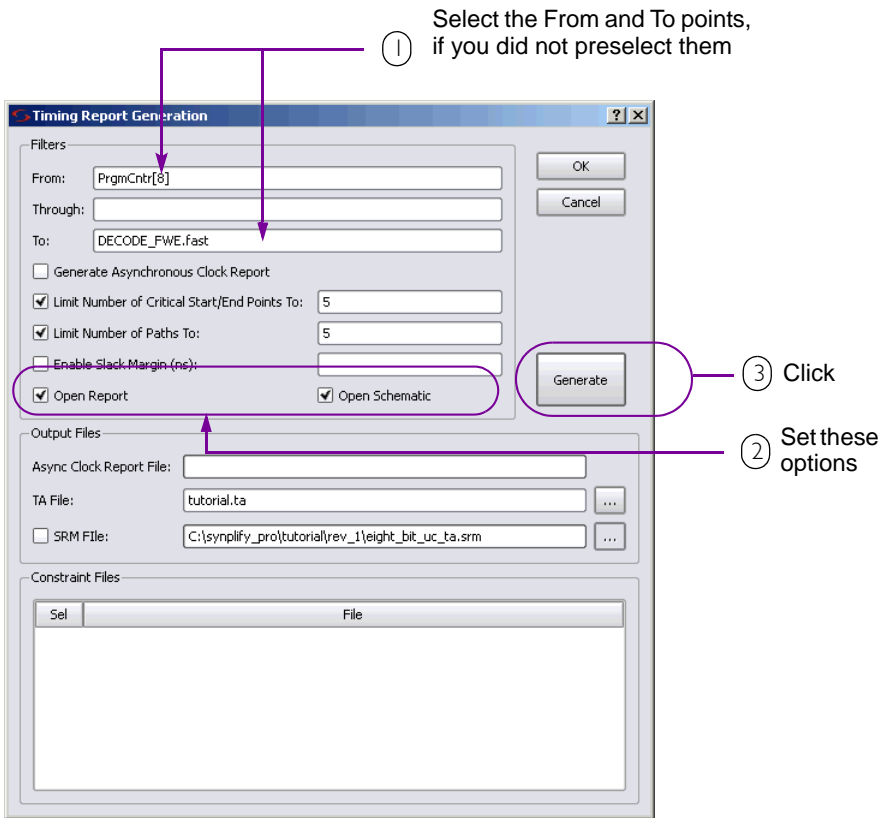 Select the From and To points,
1 if you did not preselect them
Timing Report Generation
Filters
From: PrgmCntr[8]
OK
Through:
Cancel
To: DECODE_FWE.fast
Generate Asynchronous Clock Report
Limit Number of Critical Start/End Points To: 5
Limit Number of Paths To: 5
Enable Slack Margin (ns):
Generate
3 Click
Open Report Open Schematic
Output Files
2 Set these
options
Async Clock Report File:
TA File: tutorial.ta ...
SRM FIle: C:\synplify_pro\tutorial\rev_1\eight_bit_uc_ta.srm ...
Constraint Files
Sel File